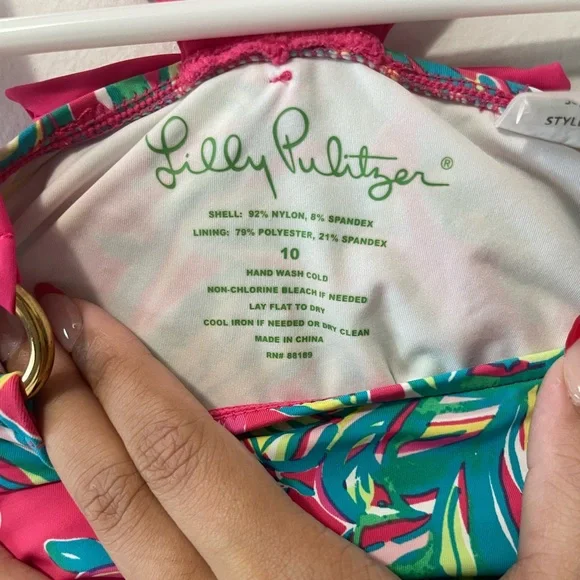 Lilly Pulitzer®
SHELL: 92% NYLON, 8% SPANDEX
LINING: 79% POLYESTER, 21% SPANDEX
10
HAND WASH COLD
NON-CHLORINE BLEACH IF NEEDED
LAY FLAT TO DRY
COOL IRON IF NEEDED OR DRY CLEAN
MADE IN CHINA
RN# 88189
STYLE